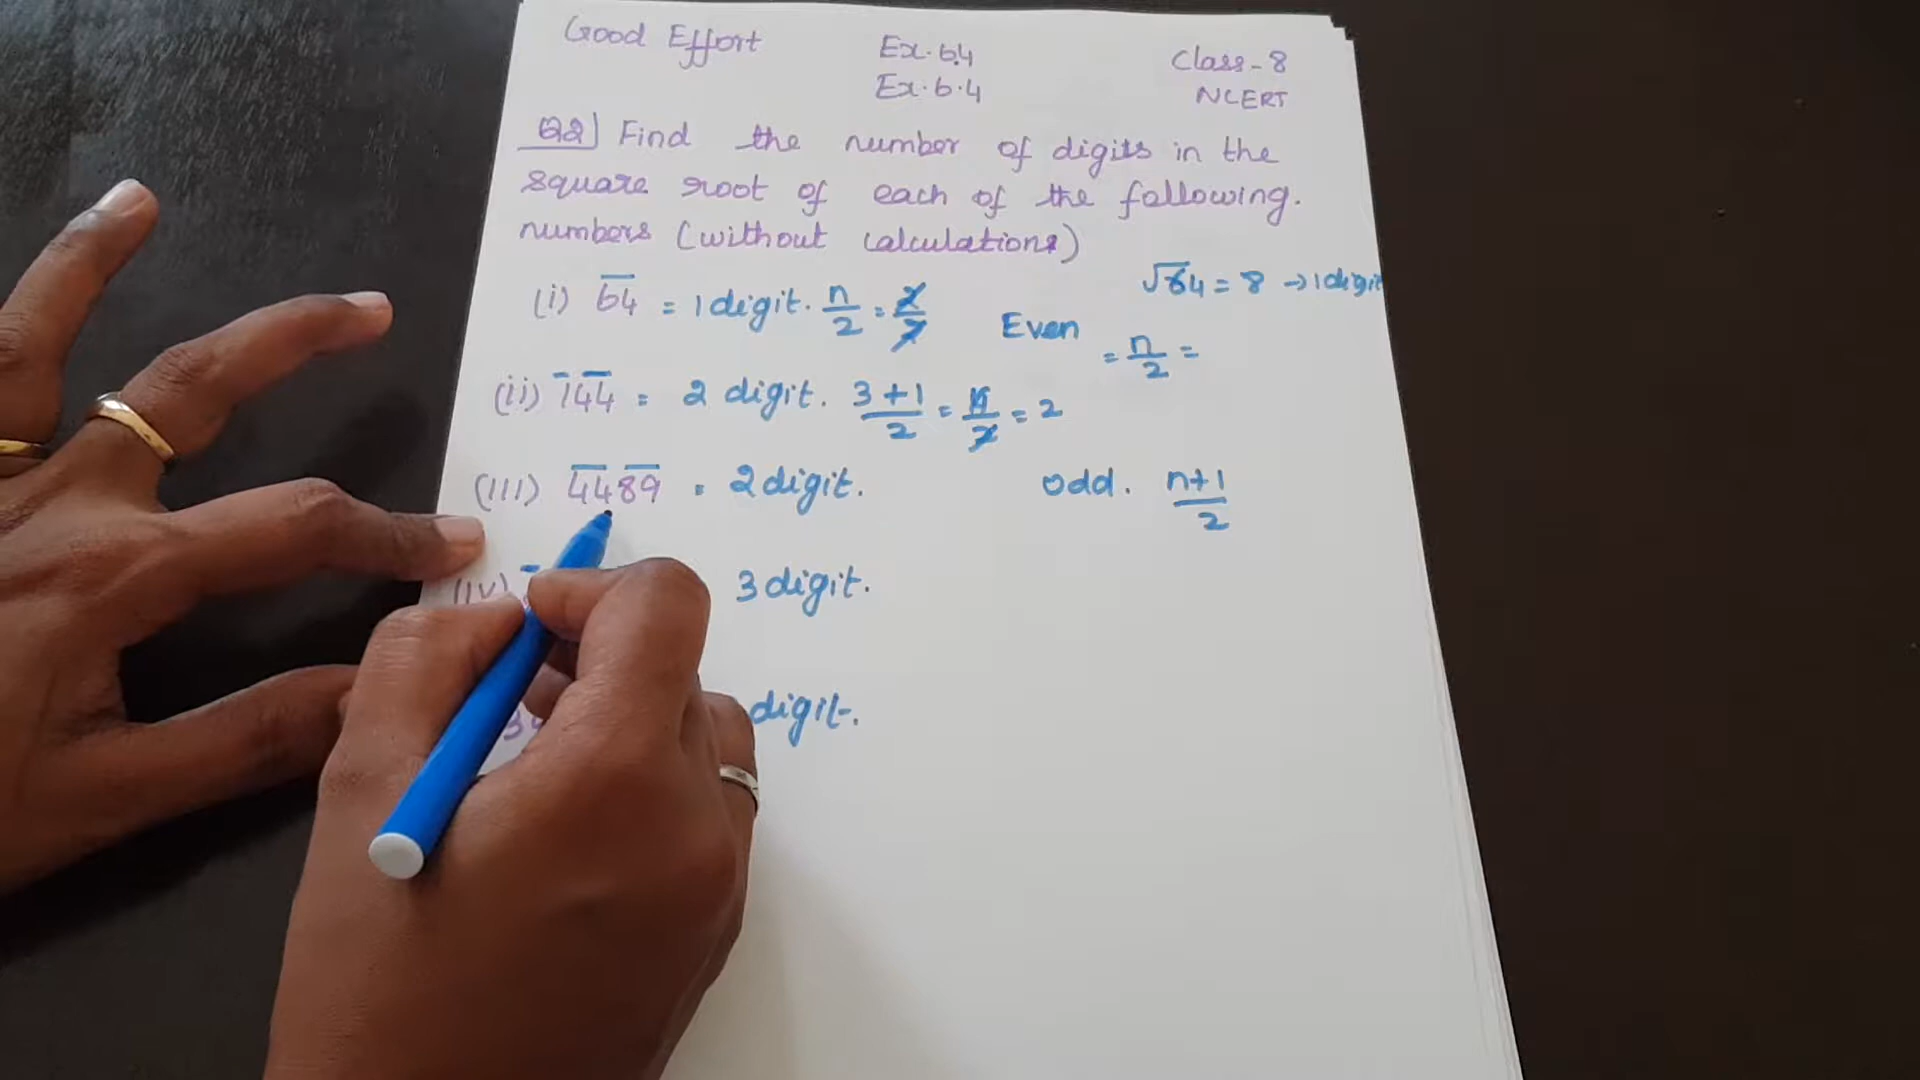 Good Effort Ex. 6.4 Class - 8
Ex. 6.4 NCERT
Q2) Find the number of digits in the
square root of each of the following.
numbers (without calculations)
(i) 64 = 1 digit. n/2 = 2/2 √64 = 8 → 1 digit
Even = n/2 =
(ii) 144 = 2 digit. 3+1/2 = 4/2 = 2
(iii) 4489 = 2 digit. odd. n+1/2
(iv) 3 digit.
digit.